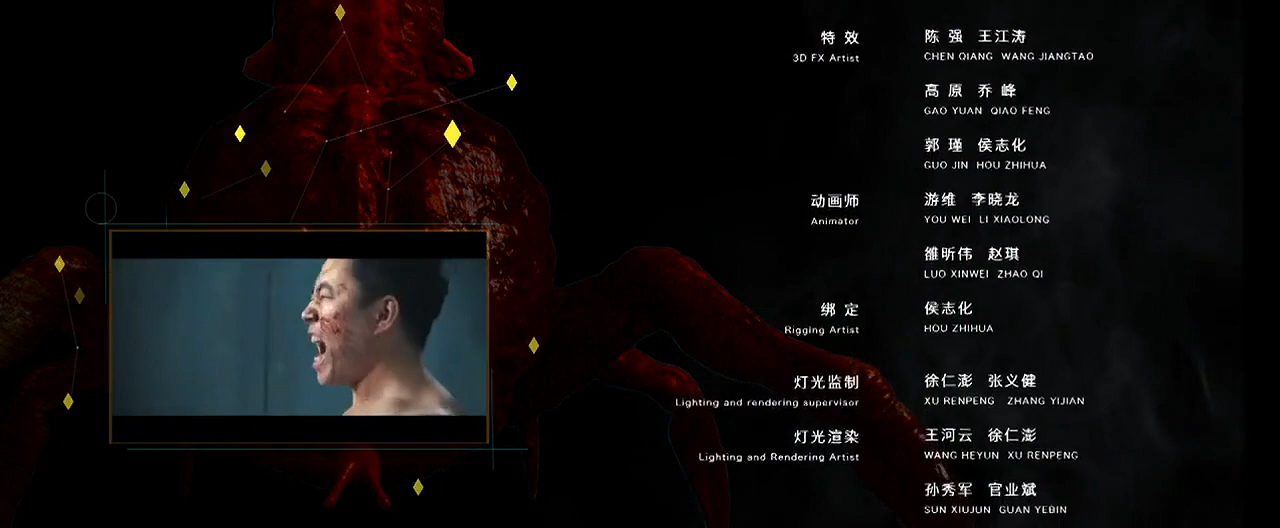 特 效 陈 强 王江涛
3D FX Artist CHEN QIANG WANG JIANGTAO
高 原 乔 峰
GAO YUAN QIAO FENG
郭 瑾 侯志化
GUO JIN HOU ZHIHUA
动画师 游维 李晓龙
Animator YOU WEI LI XIAOLONG
雒昕伟 赵琪
LUO XINWEI ZHAO QI
绑 定 侯志化
Rigging Artist HOU ZHIHUA
灯光监制 徐仁澎 张义健
Lighting and rendering supervisor XU RENPENG ZHANG YIJIAN
灯光渲染 王河云 徐仁澎
Lighting and Rendering Artist WANG HEYUN XU RENPENG
孙秀军 官业斌
SUN XIUJUN GUAN YEBIN